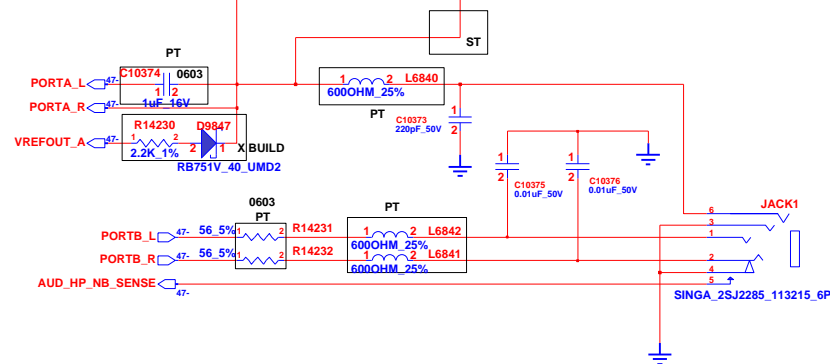 ST
PT
C10374 0603
PORTA_L 47- 1 2
1uF_16V
1 2 L6840
600OHM_25%
PT
PORTA_R 47-
C10373
220pF_50V
1
2
R14230 D9847
VREFOUT_A 47- 1 2 2 1 X BUILD
2.2K_1%
RB751V_40_UMD2
1
2
C10375
0.01uF_50V
1
2
C10376
0.01uF_50V
0603
PT
PT
JACK1
6
3
PORTB_L 47- 56_5% 1 2 R14231 1 2 L6842 1
600OHM_25%
PORTB_R 47- 56_5% 1 2 R14232 1 2 L6841 2
600OHM_25%
4
AUD_HP_NB_SENSE 47- 5
SINGA_2SJ2285_113215_6P